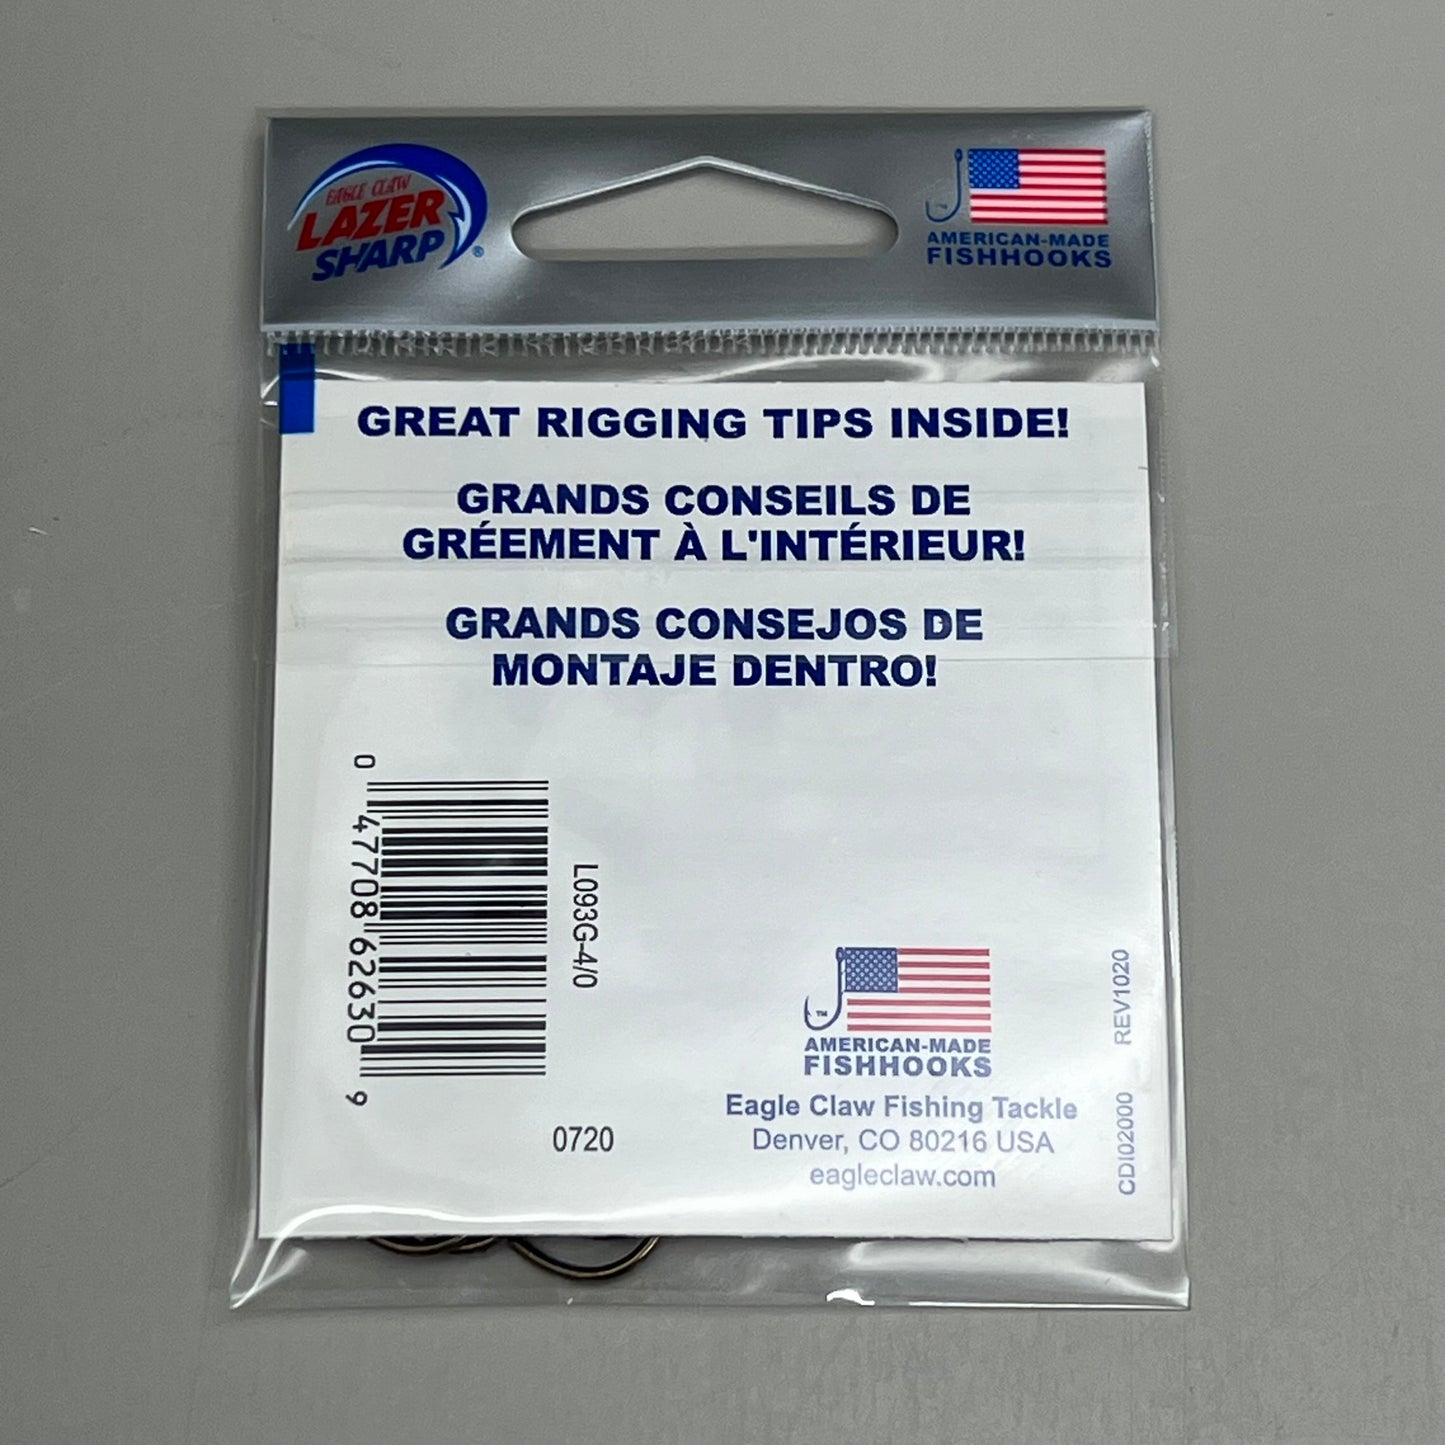 EAGLE CLAW
LAZER
SHARP®
AMERICAN-MADE
FISHHOOKS
GREAT RIGGING TIPS INSIDE!
GRANDS CONSEILS DE
GRÉEMENT À L'INTÉRIEUR!
GRANDS CONSEJOS DE
MONTAJE DENTRO!
0 47708 62630 9
L093G-4/0
0720
™
AMERICAN-MADE
FISHHOOKS
Eagle Claw Fishing Tackle
Denver, CO 80216 USA
eagleclaw.com
CDI02000 REV1020